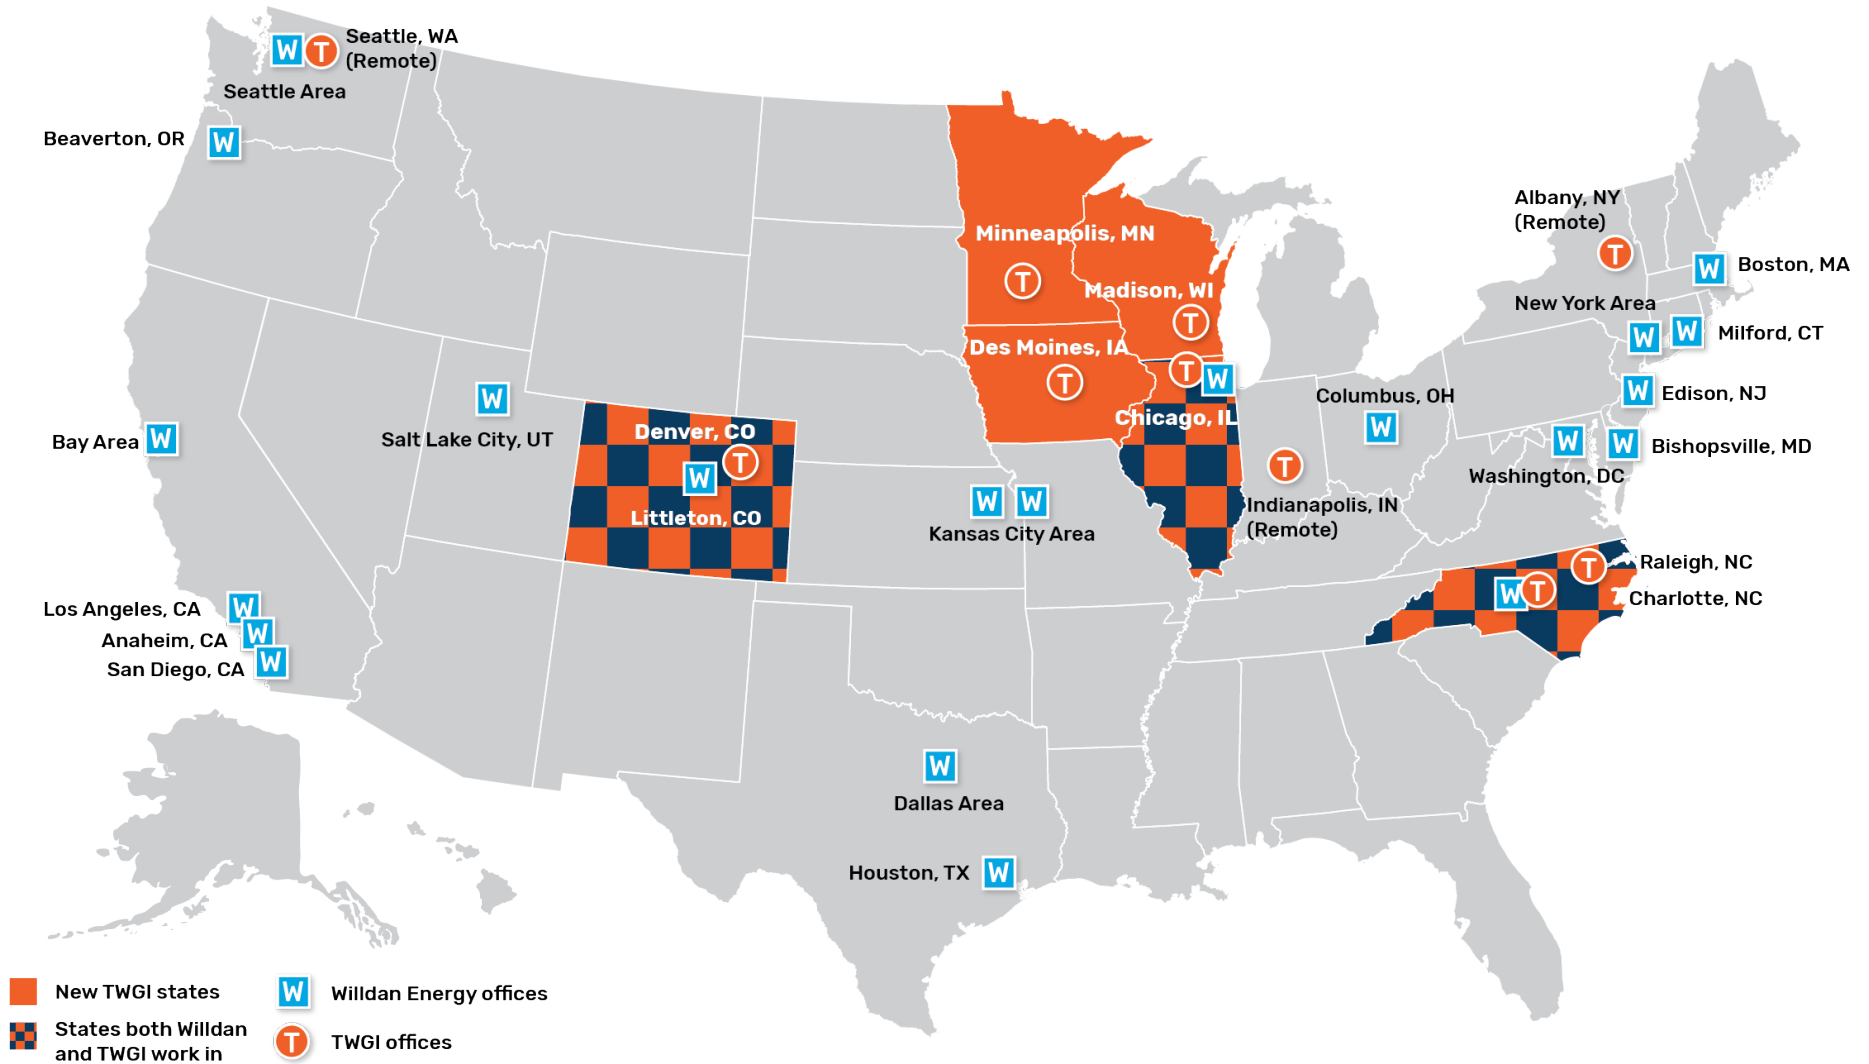 W T Seattle, WA
(Remote)
Seattle Area
Beaverton, OR W
Albany, NY
(Remote)
T
Minneapolis, MN
T
W Boston, MA
Madison, WI
T
New York Area
W W Milford, CT
Des Moines, IA
T
T W
Chicago, IL
W
Salt Lake City, UT
Columbus, OH
W
W Edison, NJ
Bay Area W
Denver, CO
W T
Littleton, CO
W W Bishopsville, MD
Washington, DC
T
Indianapolis, IN
(Remote)
W W
Kansas City Area
T Raleigh, NC
W T Charlotte, NC
Los Angeles, CA W
Anaheim, CA W
San Diego, CA W
W
Dallas Area
Houston, TX W
New TWGI states
W Willdan Energy offices
States both Willdan
and TWGI work in
T TWGI offices